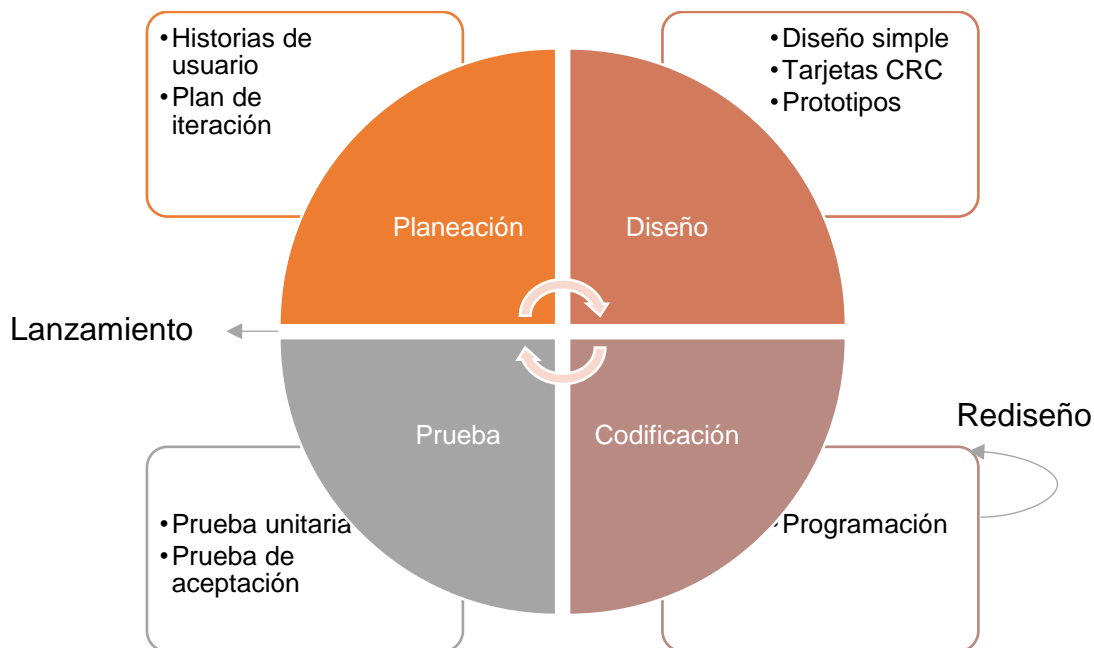 •Historias de
usuario
•Plan de
iteración
•Diseño simple
•Tarjetas CRC
•Prototipos
Planeación
Diseño
Lanzamiento
Prueba
Codificación
Rediseño
•Prueba unitaria
•Prueba de
aceptación
•Programación